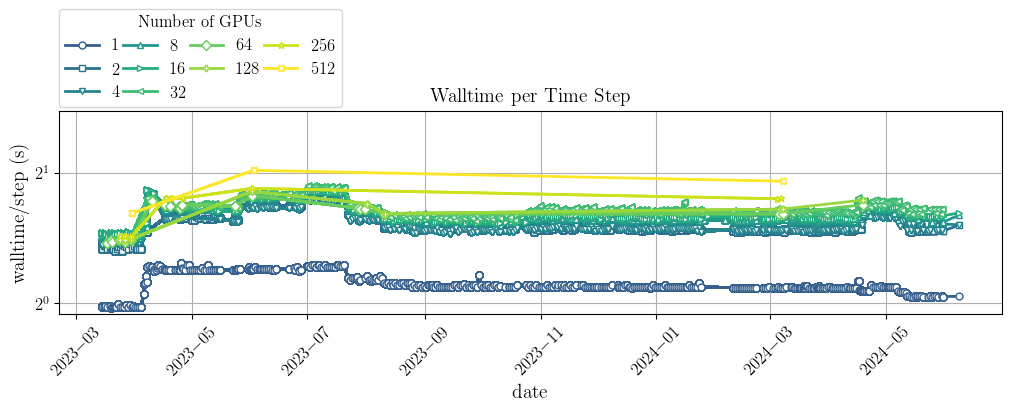 Number of GPUs
1 8 64 256
2 16 128 512
4 32
Walltime per Time Step
walltime/step (s)
2^1
2^0
2023−03 2023−05 2023−07 2023−09 2023−11 2024−01 2024−03 2024−05
date